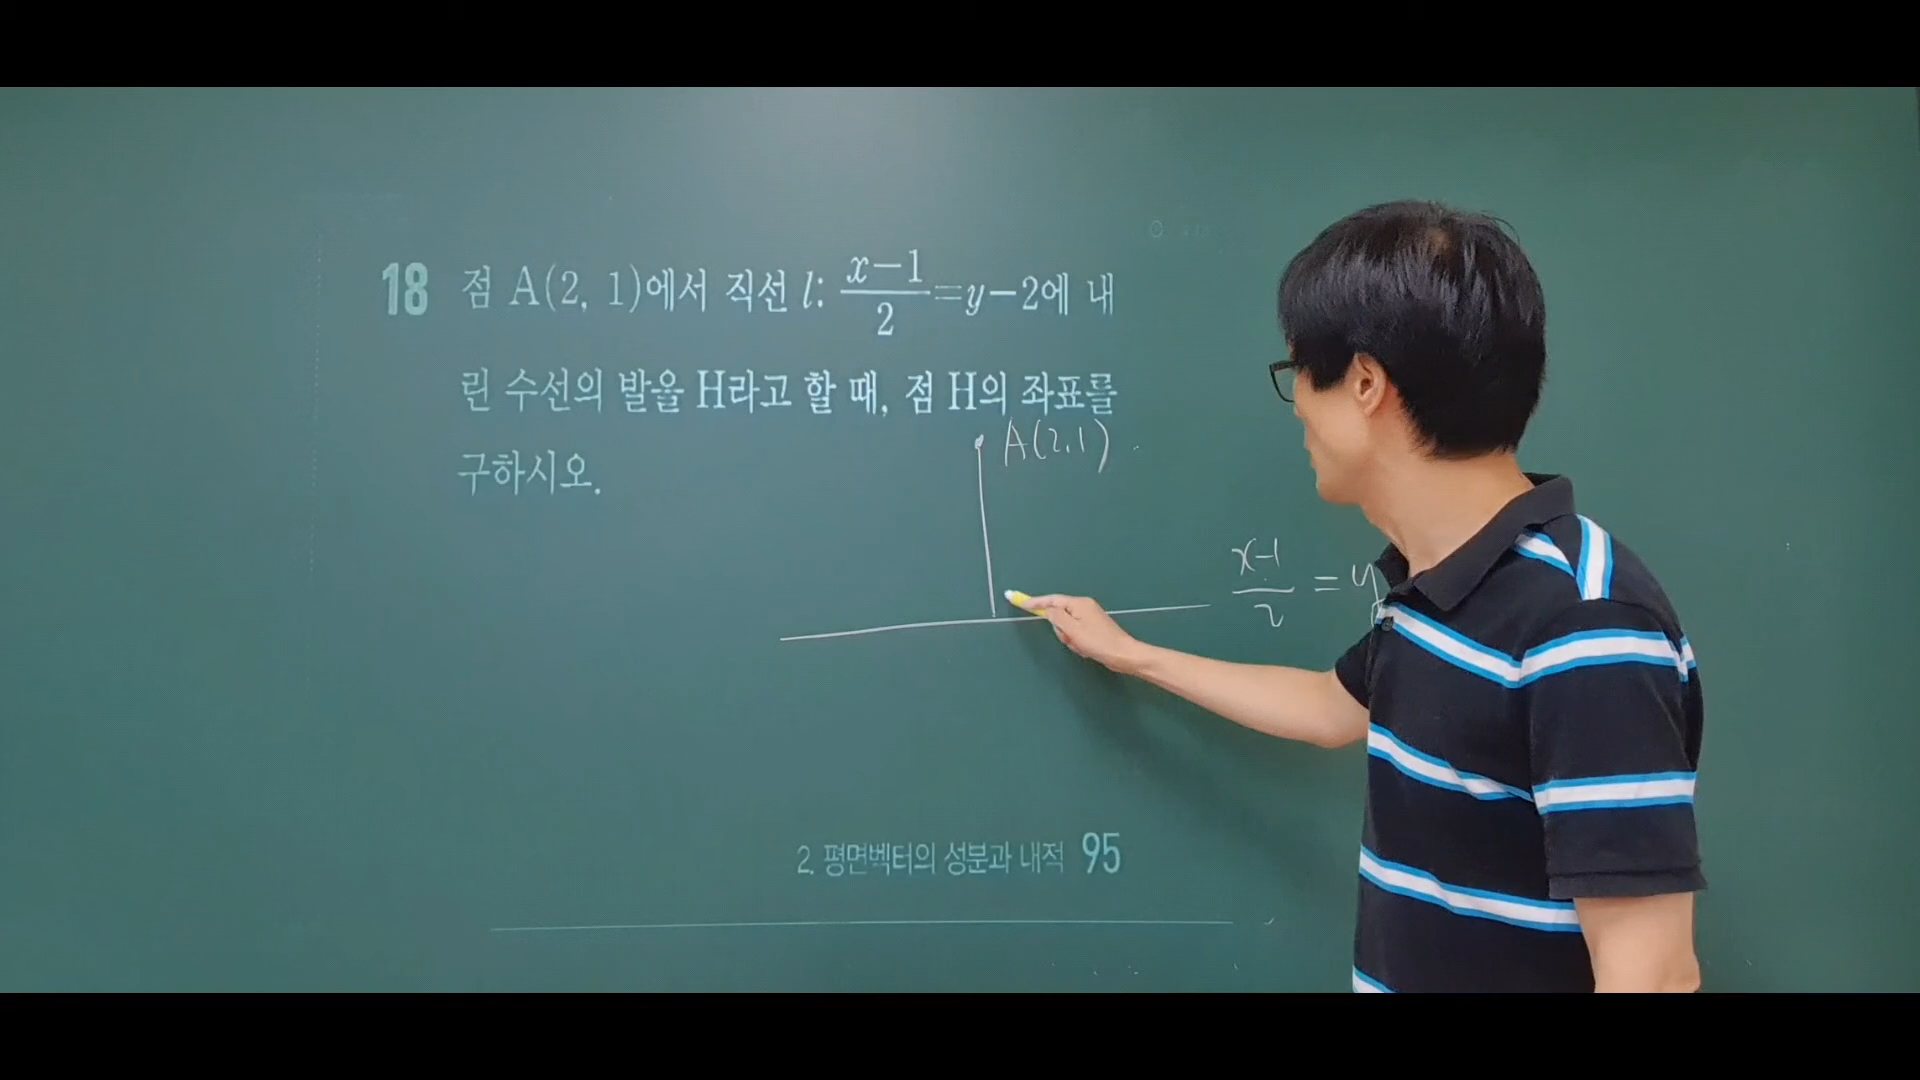 18 점 A(2, 1)에서 직선 l: \frac{x-1}{2}=y-2에 내
린 수선의 발을 H라고 할 때, 점 H의 좌표를
구하시오.
A(2,1)
\frac{x-1}{2} = y
2. 평면벡터의 성분과 내적 95